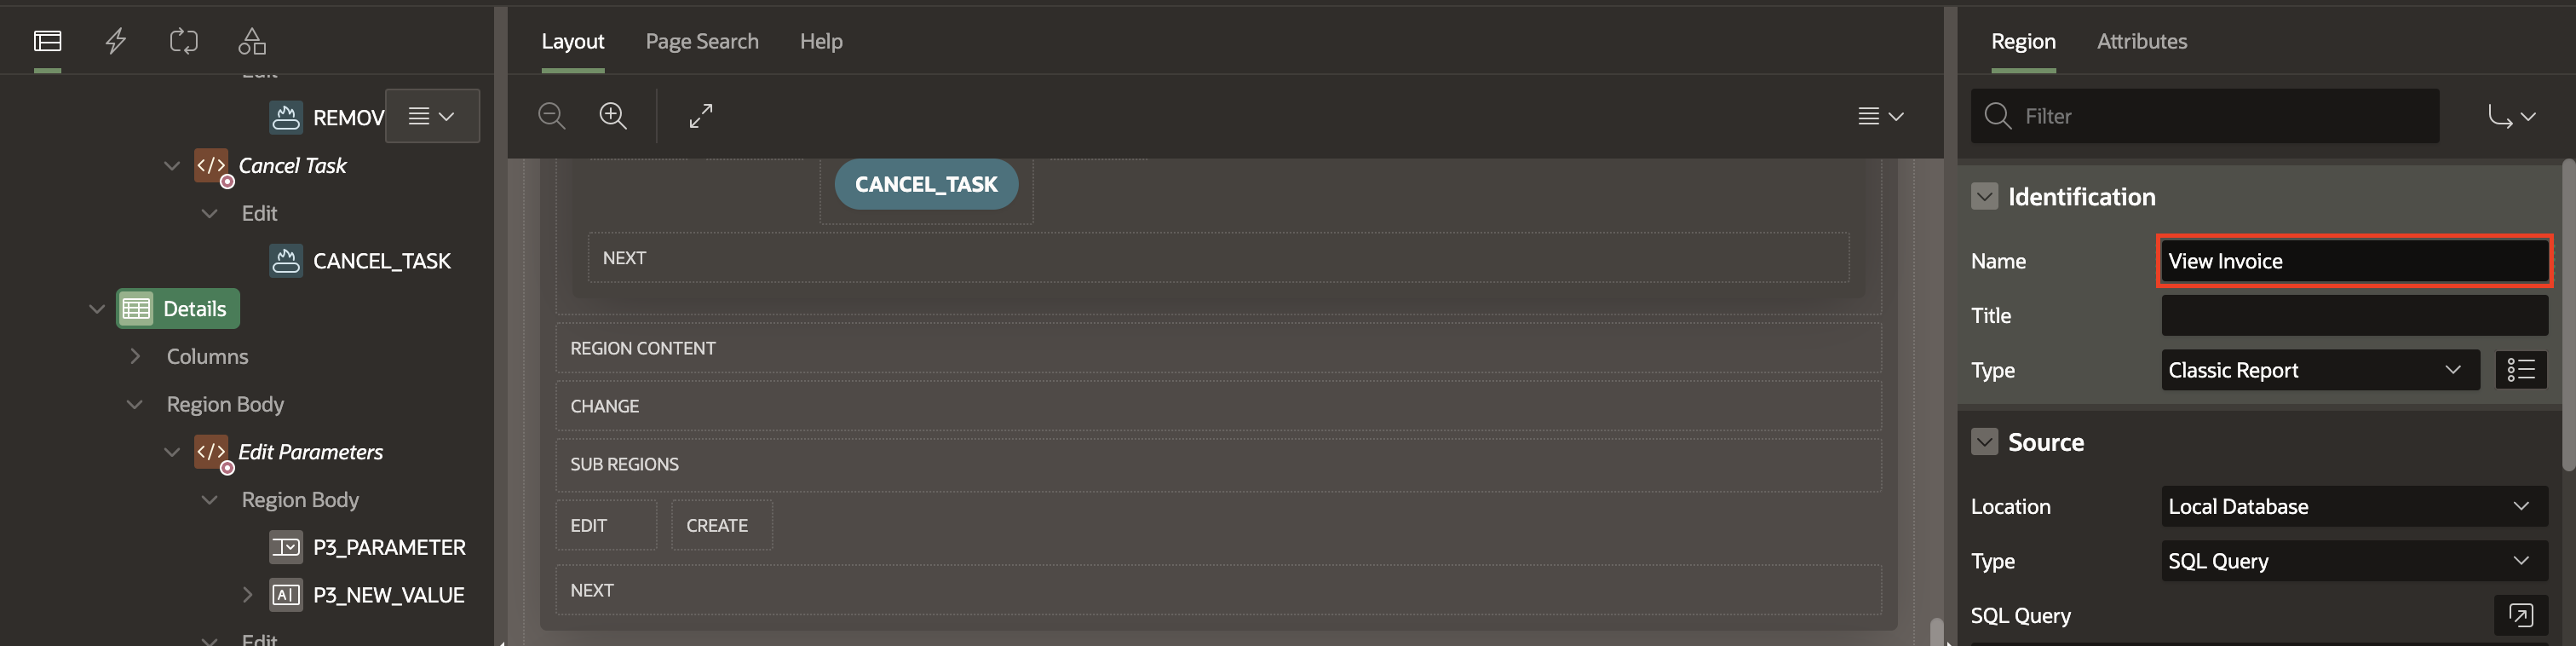 Layout
Page Search
Help
Region
Attributes
Edit
REMOV
Cancel Task
Edit
CANCEL_TASK
Details
Columns
Region Body
Edit Parameters
Region Body
P3_PARAMETER
P3_NEW_VALUE
Edit
CANCEL_TASK
NEXT
REGION CONTENT
CHANGE
SUB REGIONS
EDIT
CREATE
NEXT
Filter
Identification
Name
View Invoice
Title
Type
Classic Report
Source
Location
Local Database
Type
SQL Query
SQL Query